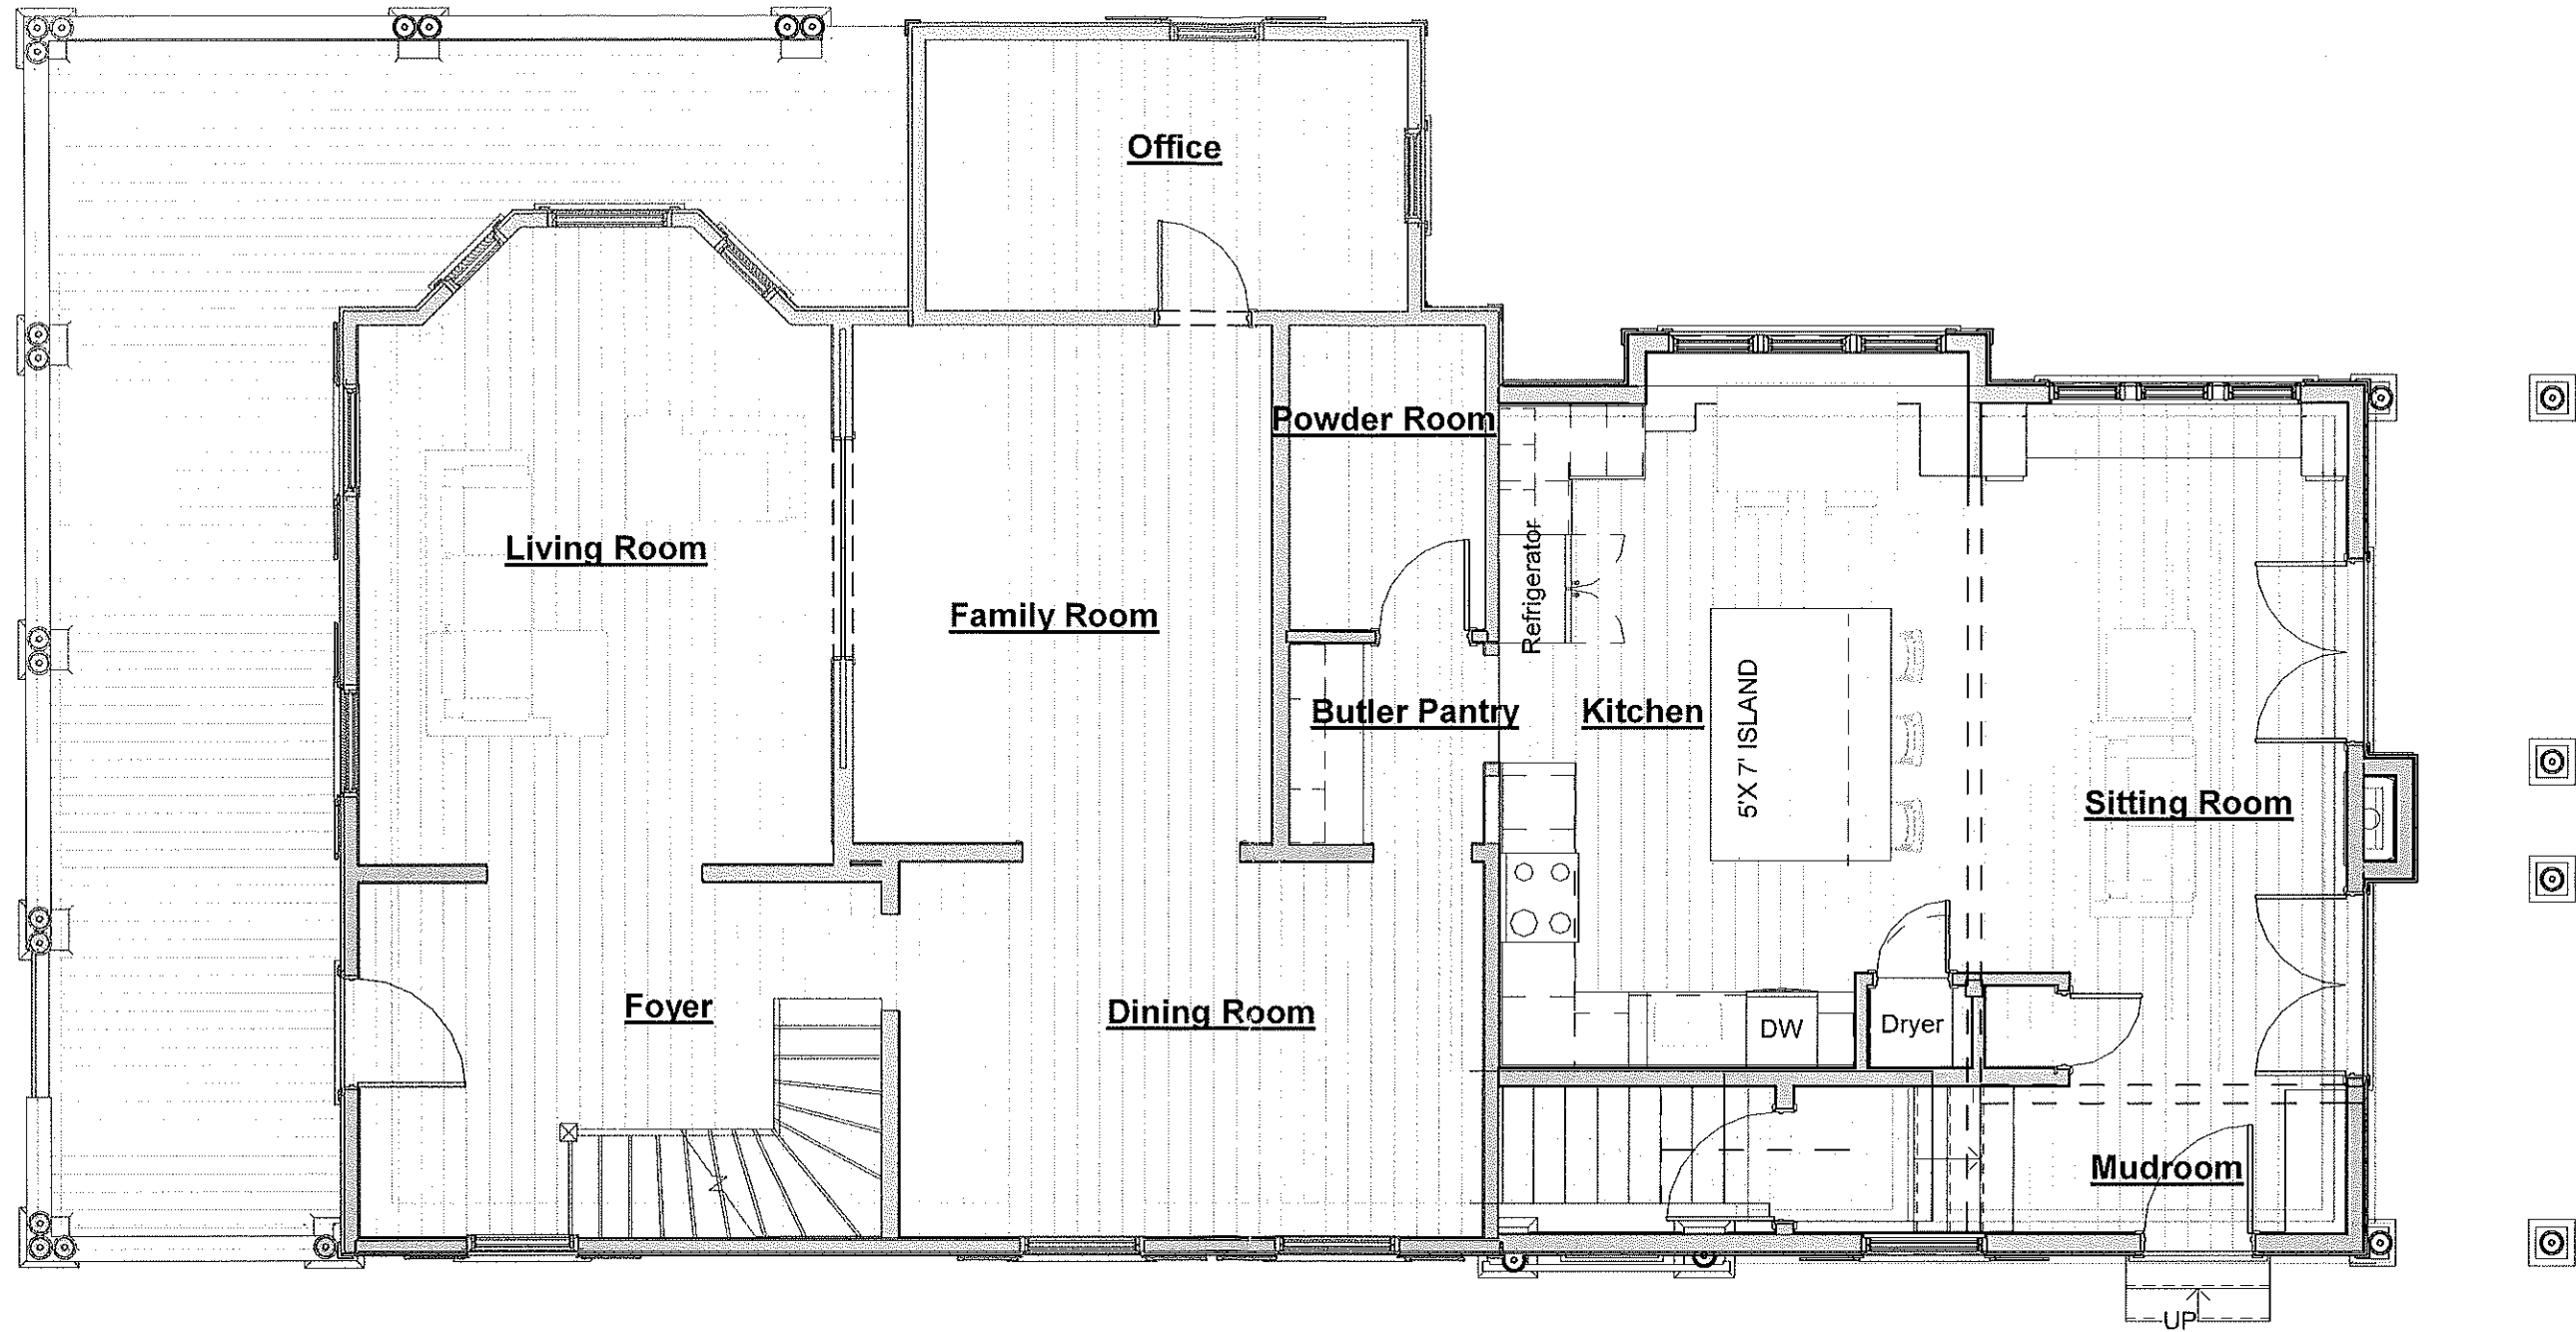 Office
Powder Room
Living Room
Refrigerator
Family Room
Butler Pantry
Kitchen
5'X 7' ISLAND
Sitting Room
Foyer
Dining Room
DW
Dryer
Mudroom
UP